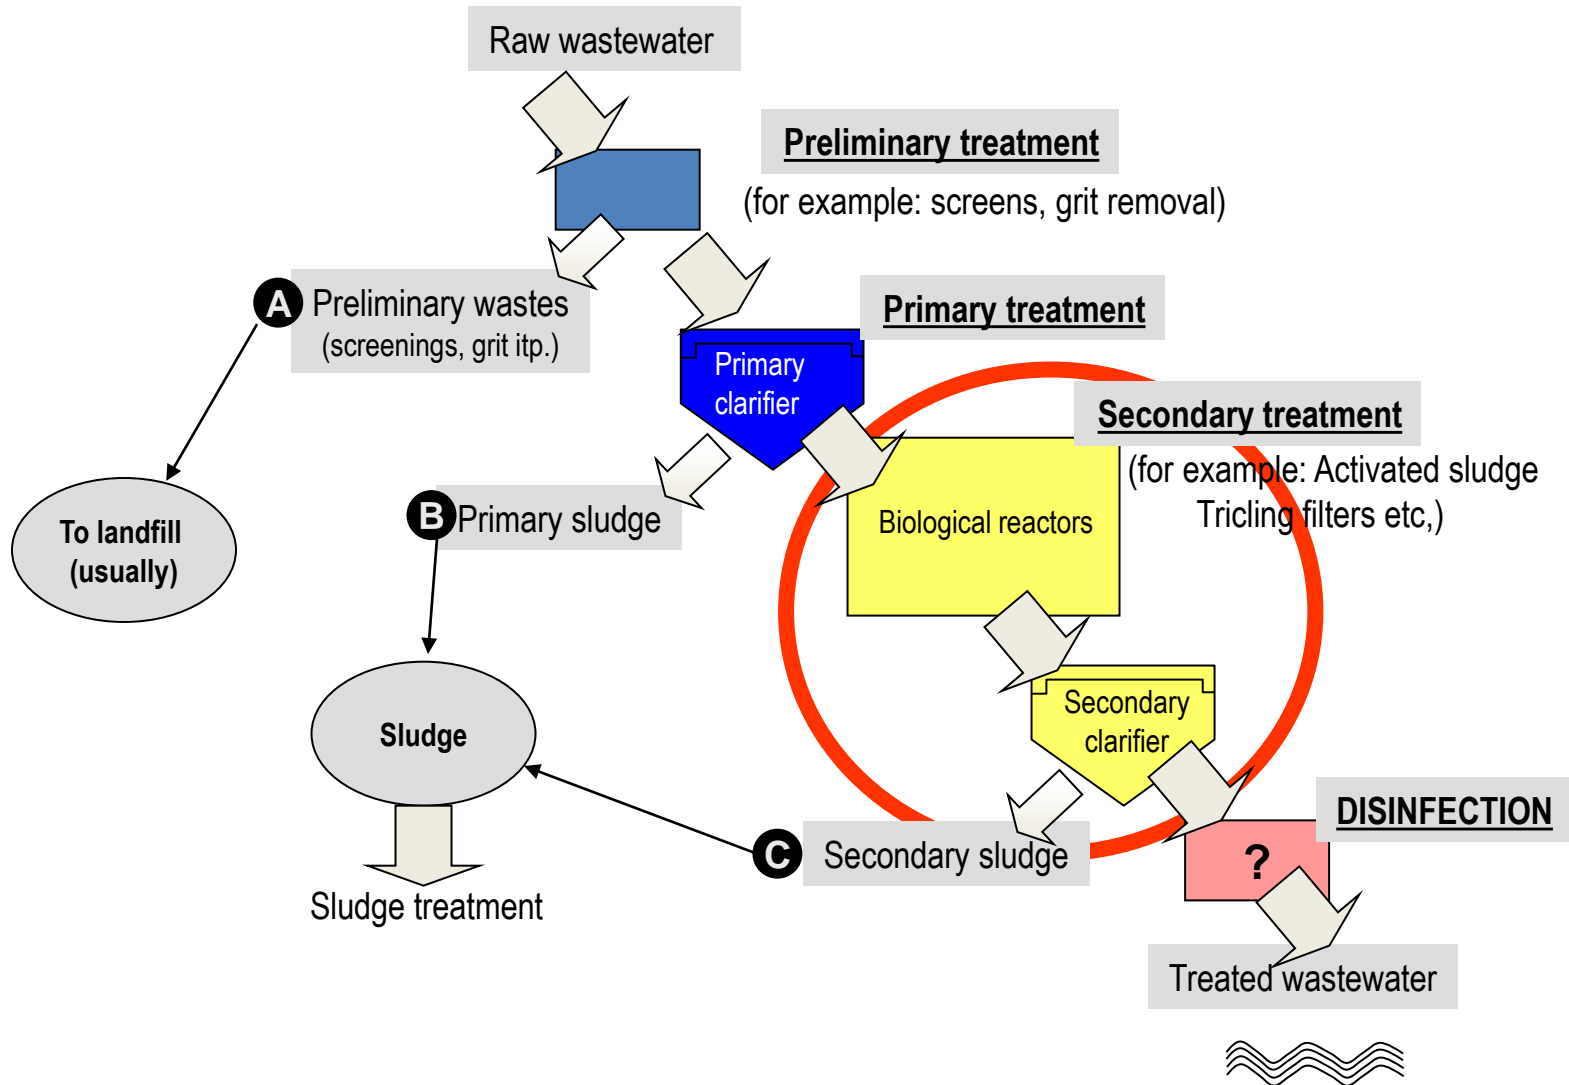 Raw wastewater
Preliminary treatment
(for example: screens, grit removal)
A
Preliminary wastes
(screenings, grit itp.)
Primary treatment
Primary
clarifier
Secondary treatment
(for example: Activated sludge
Tricling filters etc,)
B
Primary sludge
Biological reactors
To landfill
(usually)
Sludge
Secondary
clarifier
DISINFECTION
C
Secondary sludge
?
Sludge treatment
Treated wastewater